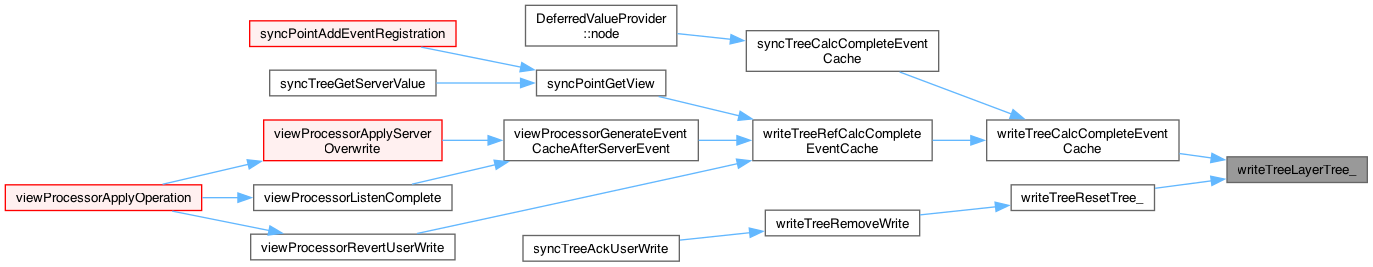 DeferredValueProvider
::node
syncPointAddEventRegistration
syncTreeCalcCompleteEvent
Cache
syncTreeGetServerValue
syncPointGetView
viewProcessorApplyServer
Overwrite
viewProcessorGenerateEvent
CacheAfterServerEvent
writeTreeRefCalcComplete
EventCache
writeTreeCalcCompleteEvent
Cache
writeTreeLayerTree_
viewProcessorApplyOperation
viewProcessorListenComplete
writeTreeResetTree_
writeTreeRemoveWrite
viewProcessorRevertUserWrite
syncTreeAckUserWrite